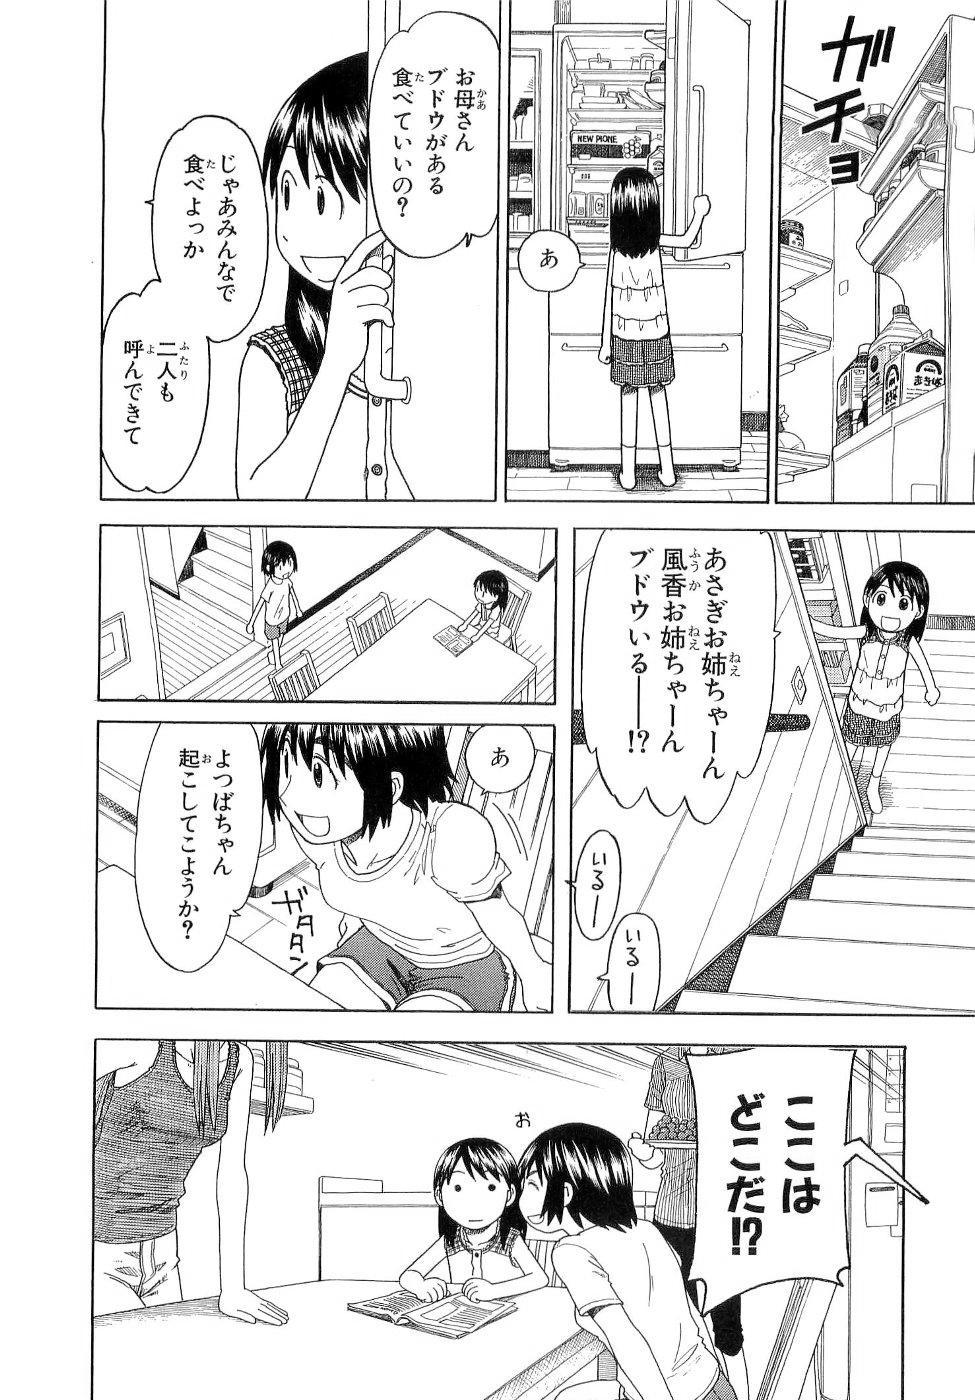 ガチョ
あきば
あ
NEW PIONE
お母さん
ブドウがある
食べていいの?
じゃあみんなで
食べよっか
二人も
呼んできて
あさぎお姉ちゃーん
風香お姉ちゃーん
ブドウいるーー!?
いるー
いるー
あ
よつばちゃん
起こしてこようか?
ガタタン
ここは
どこだ!?
お